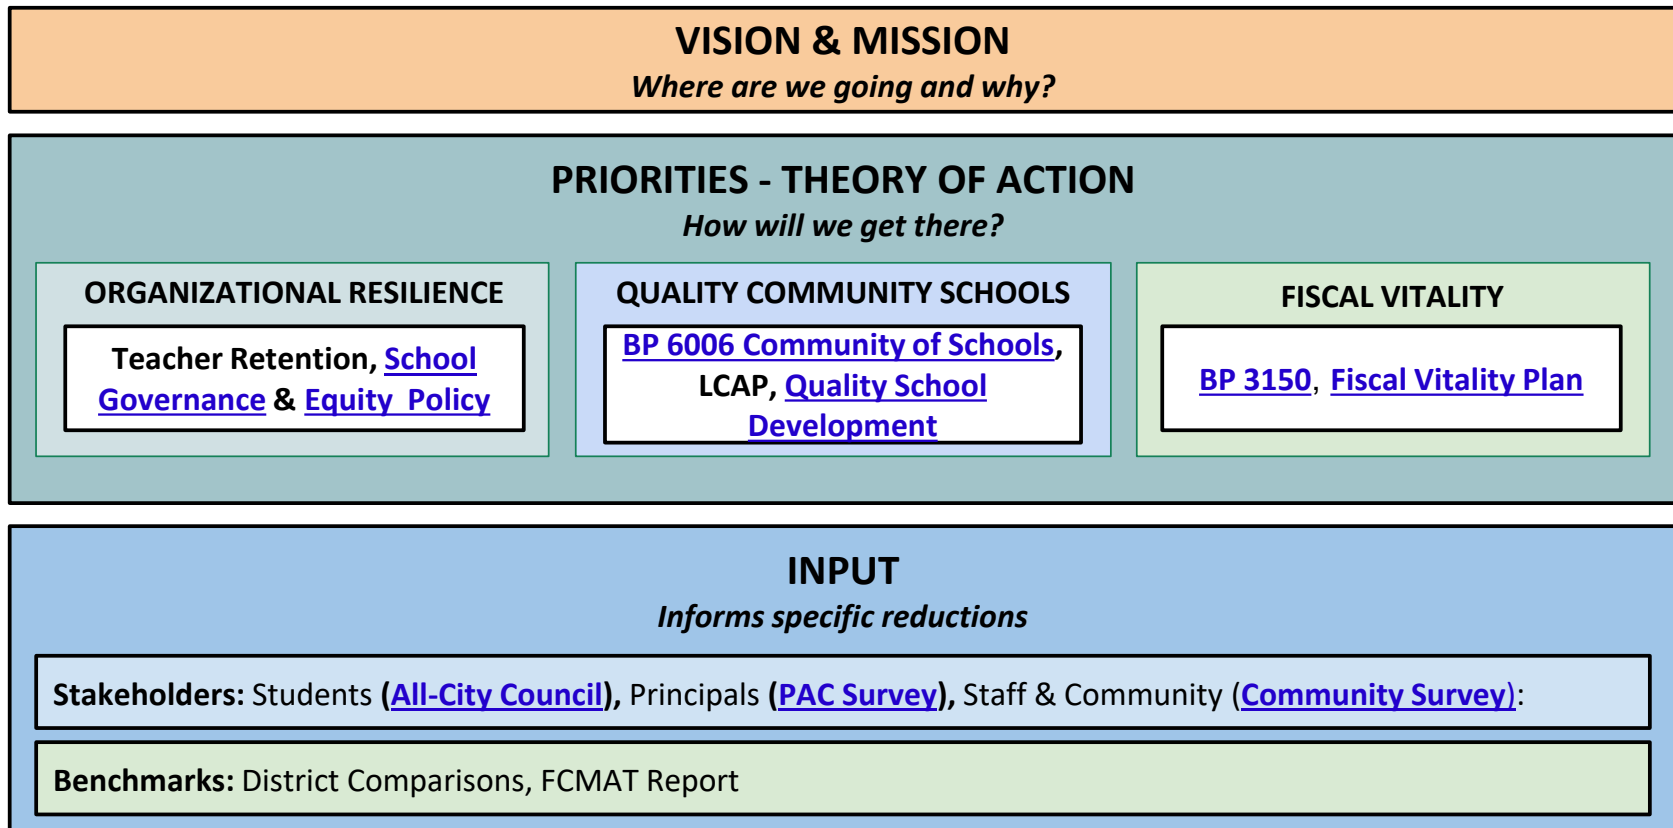 VISION & MISSION
Where are we going and why?
PRIORITIES - THEORY OF ACTION
How will we get there?
ORGANIZATIONAL RESILIENCE
Teacher Retention, School
Governance & Equity Policy
QUALITY COMMUNITY SCHOOLS
BP 6006 Community of Schools,
LCAP, Quality School
Development
FISCAL VITALITY
BP 3150, Fiscal Vitality Plan
INPUT
Informs specific reductions
Stakeholders: Students (All-City Council), Principals (PAC Survey), Staff & Community (Community Survey):
Benchmarks: District Comparisons, FCMAT Report